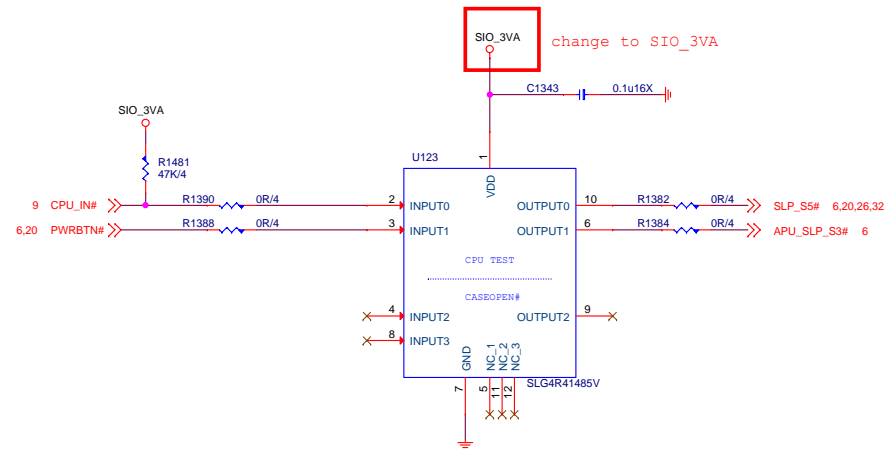 SIO_3VA
change to SIO_3VA
C1343
0.1u16X
SIO_3VA
R1481
47K/4
U123
1
VDD
9 CPU_IN#
R1390
0R/4
2
INPUT0
OUTPUT0
10
R1382
0R/4
SLP_S5# 6,20,26,32
6,20 PWRBTN#
R1388
0R/4
3
INPUT1
OUTPUT1
6
R1384
0R/4
APU_SLP_S3# 6
CPU TEST
CASEOPEN#
4
INPUT2
OUTPUT2
9
8
INPUT3
GND
NC_1
NC_2
NC_3
7
5
11
12
SLG4R41485V